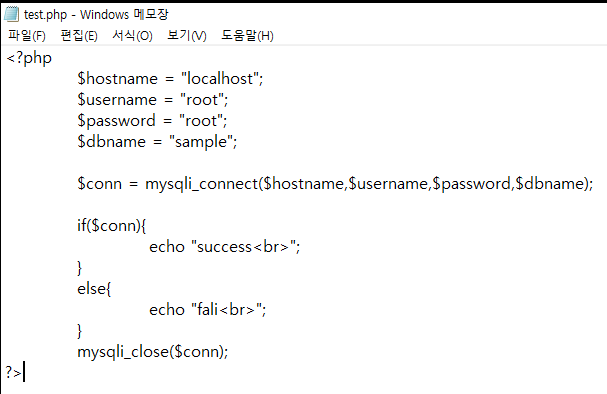 test.php - Windows 메모장
파일(F) 편집(E) 서식(O) 보기(V) 도움말(H)
<?php
$hostname = "localhost";
$username = "root";
$password = "root";
$dbname = "sample";
$conn = mysqli_connect($hostname,$username,$password,$dbname);
if($conn){
echo "success<br>";
}
else{
echo "fali<br>";
}
mysqli_close($conn);
?>